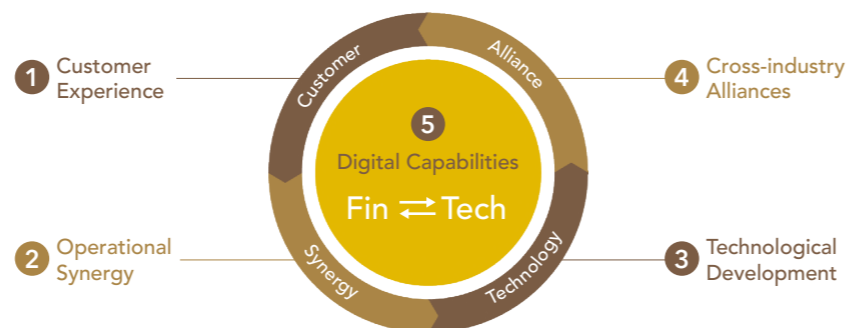 1 Customer
Experience
2 Operational
Synergy
Customer
Alliance
Synergy
Technology
5
Digital Capabilities
Fin ⇄ Tech
4 Cross-industry
Alliances
3 Technological
Development